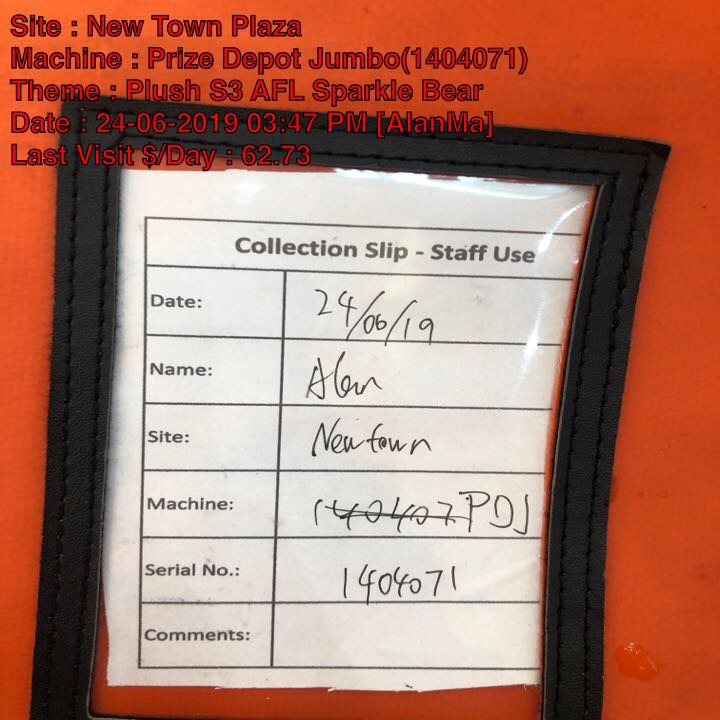 Site : New Town Plaza
Machine : Prize Depot Jumbo(1404071)
Theme : Plush S3 AFL Sparkle Bear
Date : 24-06-2019 03:47 PM [AlanMa]
Last Visit $/Day : 62.73
Collection Slip - Staff Use
Date: 24/06/19
Name: Alan
Site: Newtown
Machine: 140407 PDJ
Serial No.: 1404071
Comments: